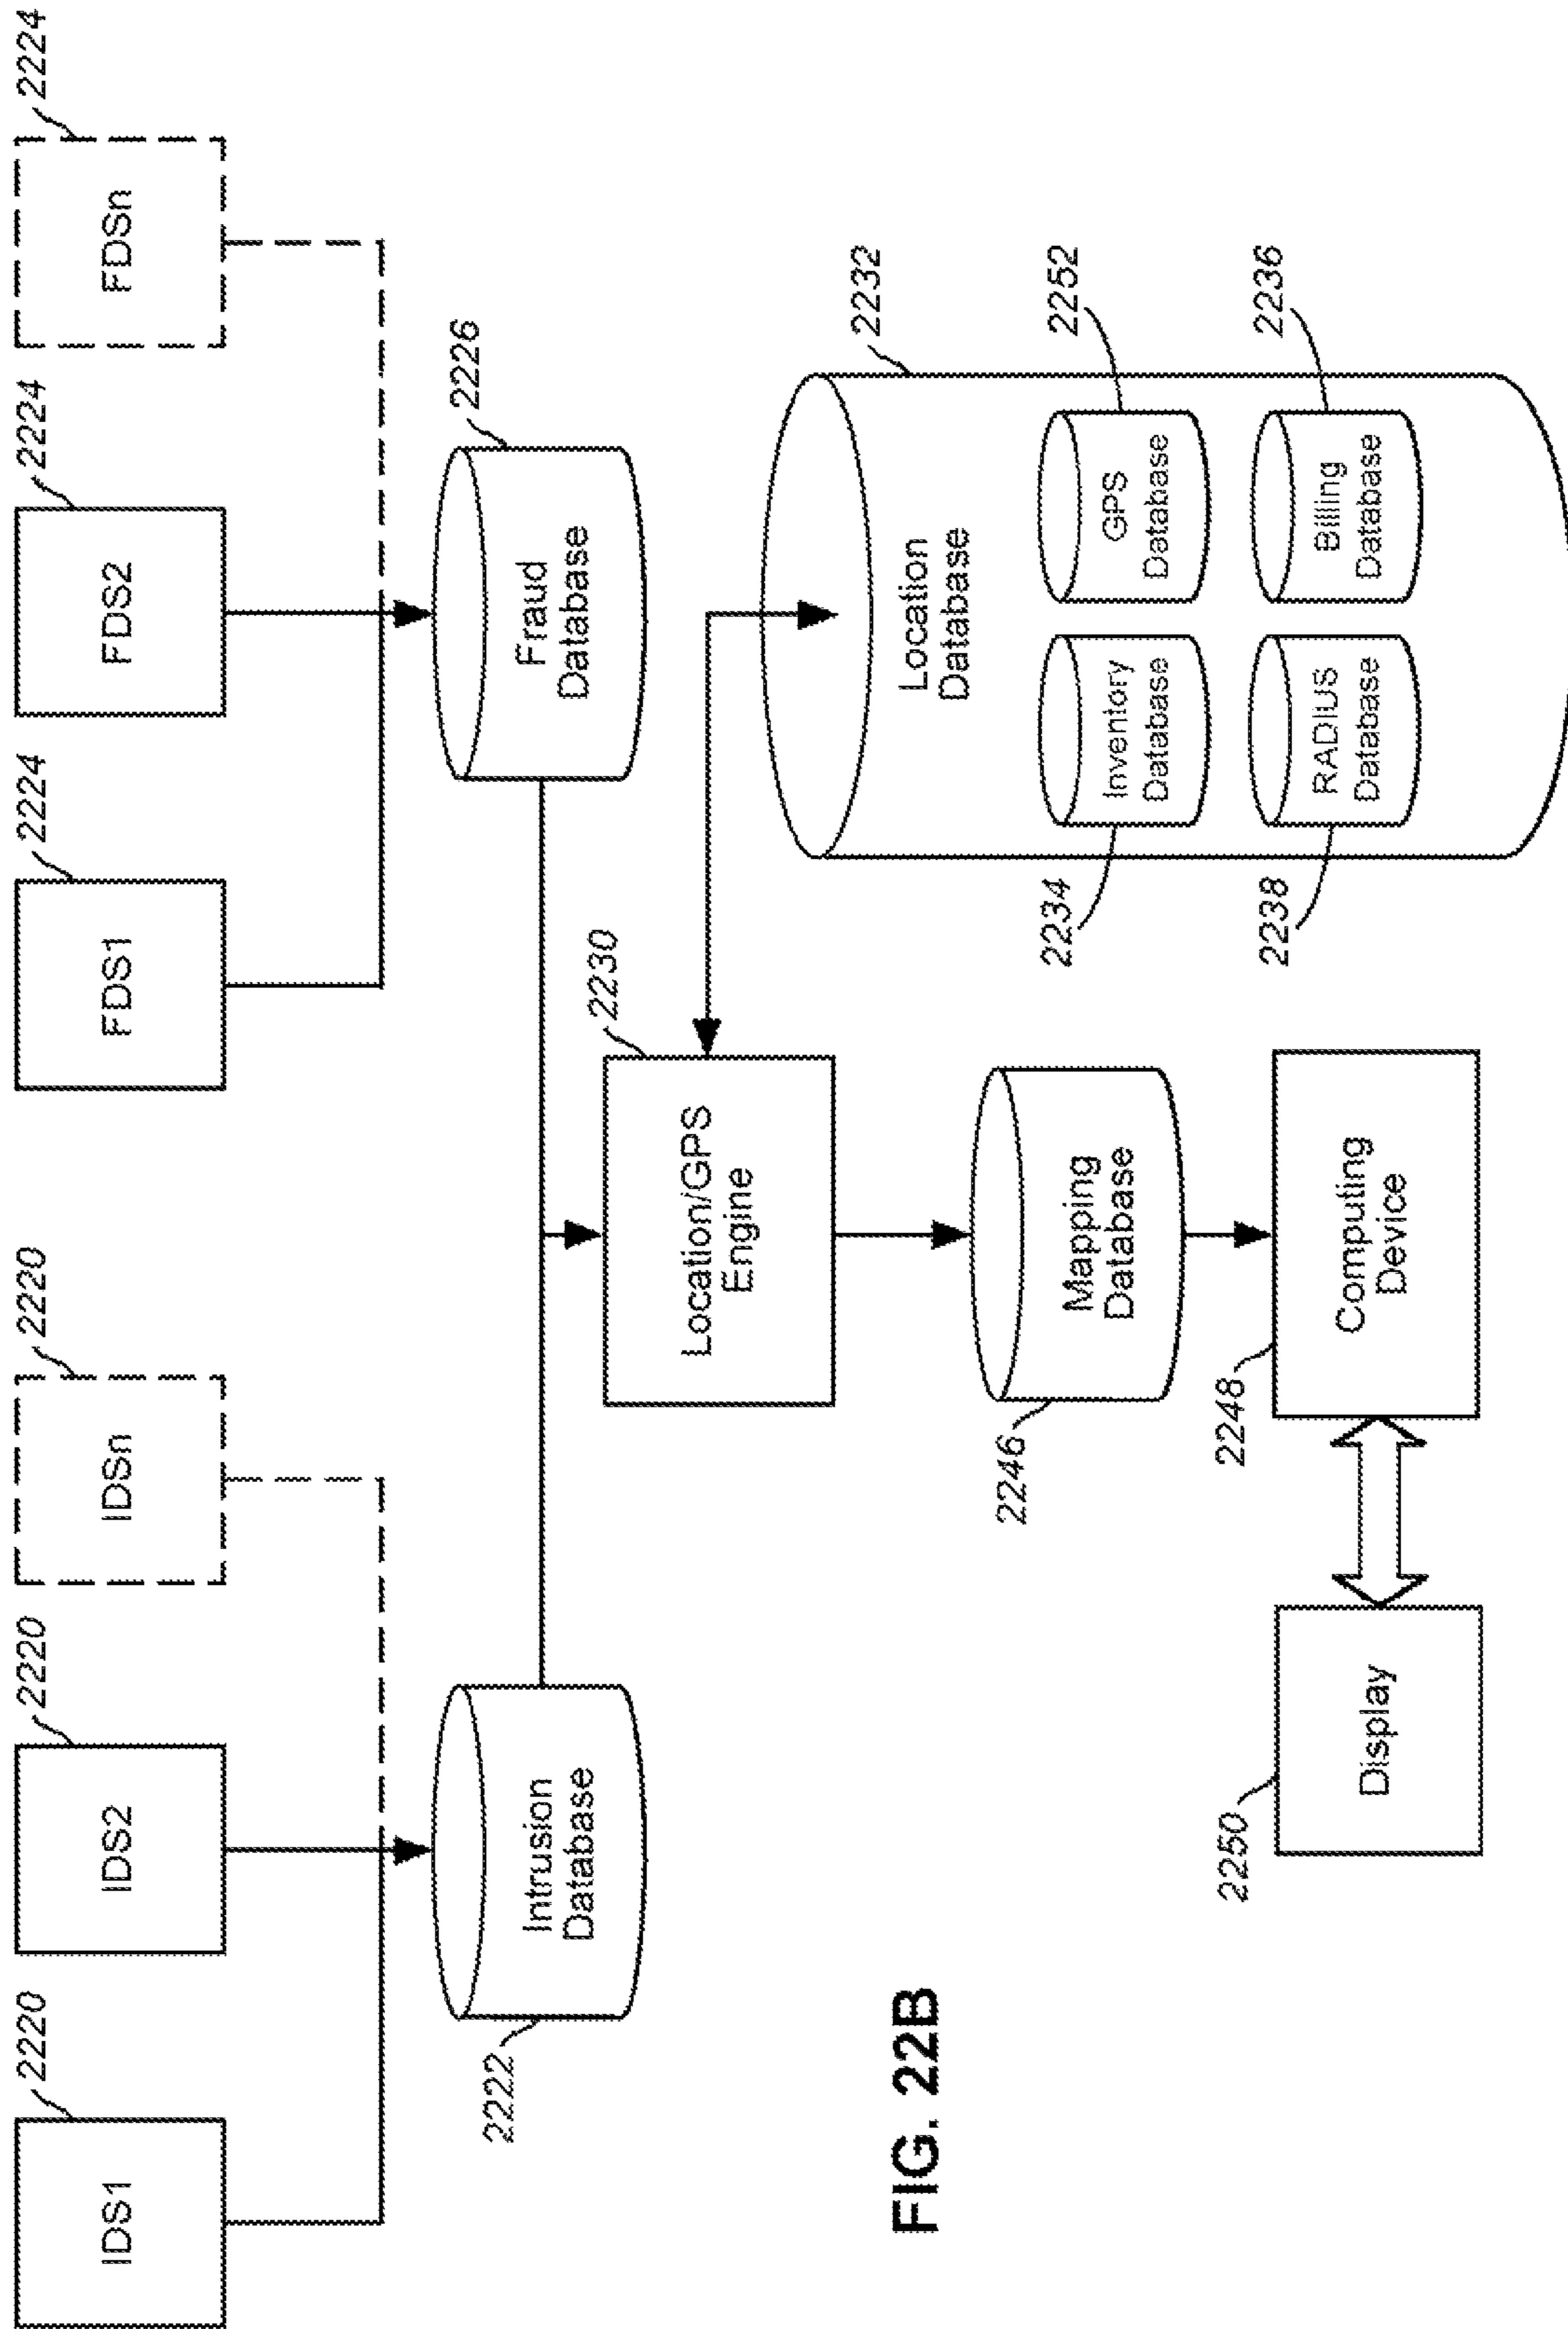 2220
2220
2220
2224
2224
2224
IDS1
IDS2
IDSn
FDS1
FDS2
FDSn
2222
Intrusion
Database
2226
Fraud
Database
2230
Location/GPS
Engine
2232
Location
Database
2246
Mapping
Database
2234
Inventory
Database
2252
GPS
Database
2238
RADIUS
Database
2236
Billing
Database
2250
Display
2248
Computing
Device
FIG. 22B